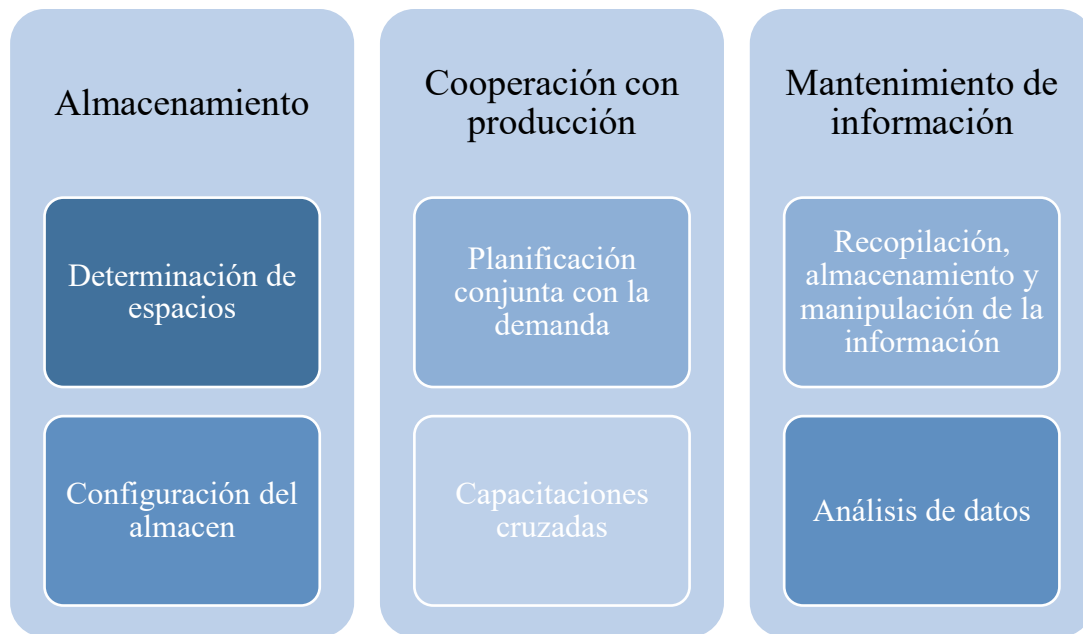 Almacenamiento
Determinación de
espacios
Configuración del
almacen
Cooperación con
producción
Planificación
conjunta con la
demanda
Capacitaciones
cruzadas
Mantenimiento de
información
Recopilación,
almacenamiento y
manipulación de la
información
Análisis de datos